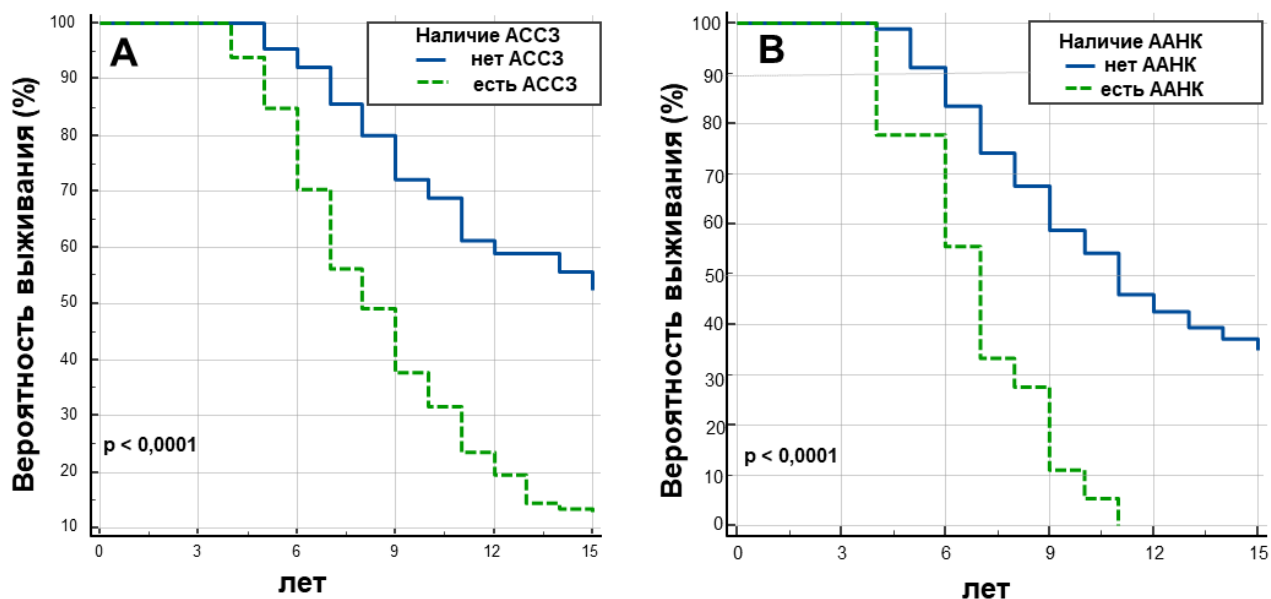 A
Наличие АССЗ
нет АССЗ
есть АССЗ
Вероятность выживания (%)
100
90
80
70
60
50
40
30
20
10
p < 0,0001
0 3 6 9 12 15
лет
B
Наличие ААНК
нет ААНК
есть ААНК
Вероятность выживания (%)
100
90
80
70
60
50
40
30
20
10
0
p < 0,0001
0 3 6 9 12 15
лет